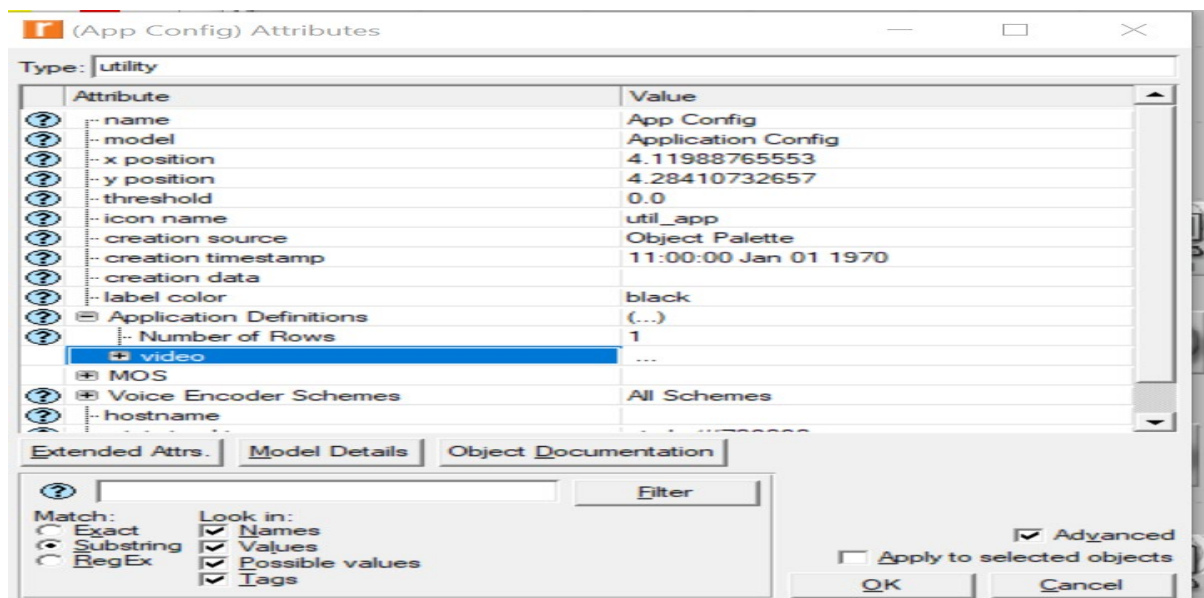 r (App Config) Attributes
Type: utility
Attribute Value
name App Config
model Application Config
x position 4.11988765553
y position 4.28410732657
threshold 0.0
icon name util_app
creation source Object Palette
creation timestamp 11:00:00 Jan 01 1970
creation data
label color black
Application Definitions (...)
Number of Rows 1
video ...
MOS
Voice Encoder Schemes All Schemes
hostname
Extended Attrs. Model Details Object Documentation
Filter
Match: Look in:
Exact Names
Substring Values
RegEx Possible values
Tags
Advanced
Apply to selected objects
OK Cancel